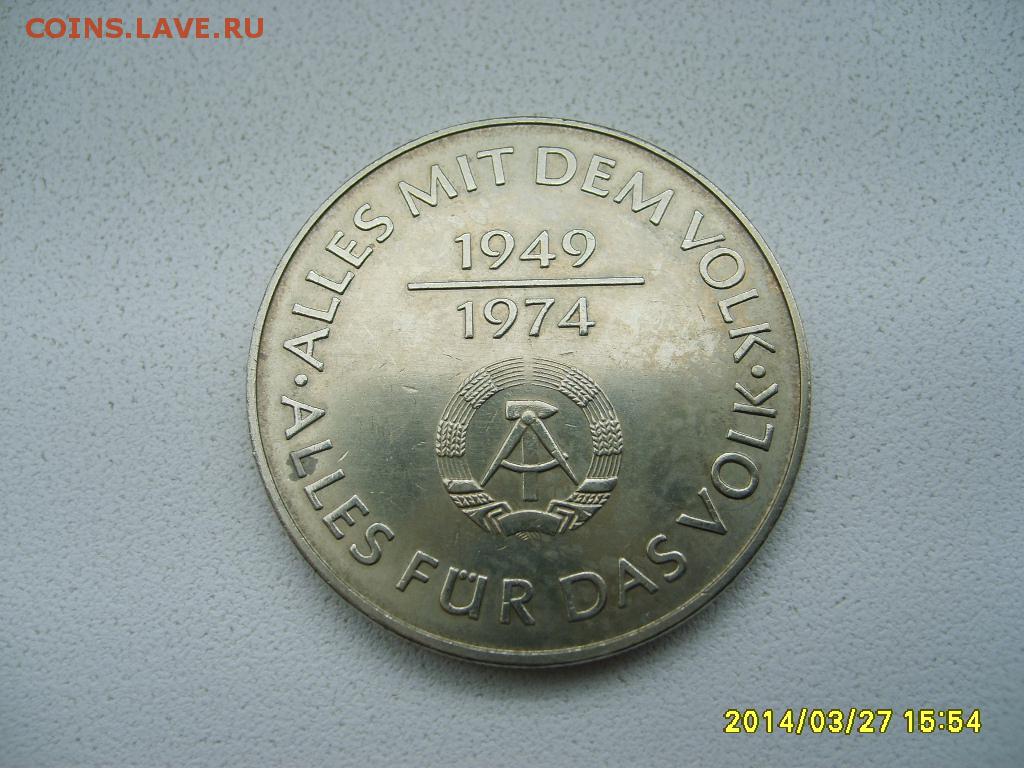 COINS.LAVE.RU
·ALLES MIT DEM VOLK·
1949
1974
ALLES FÜR DAS VOLK
2014/03/27 15:54